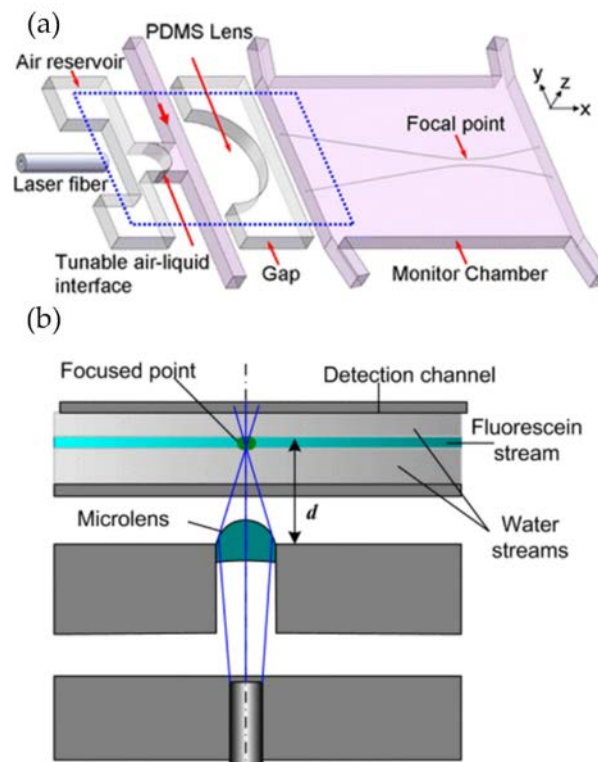 (a)
PDMS Lens
Air reservoir
y
z
x
Focal point
Laser fiber
Tunable air-liquid
interface
Gap
Monitor Chamber
(b)
Focused point
Detection channel
Fluorescein
stream
d
Microlens
Water
streams